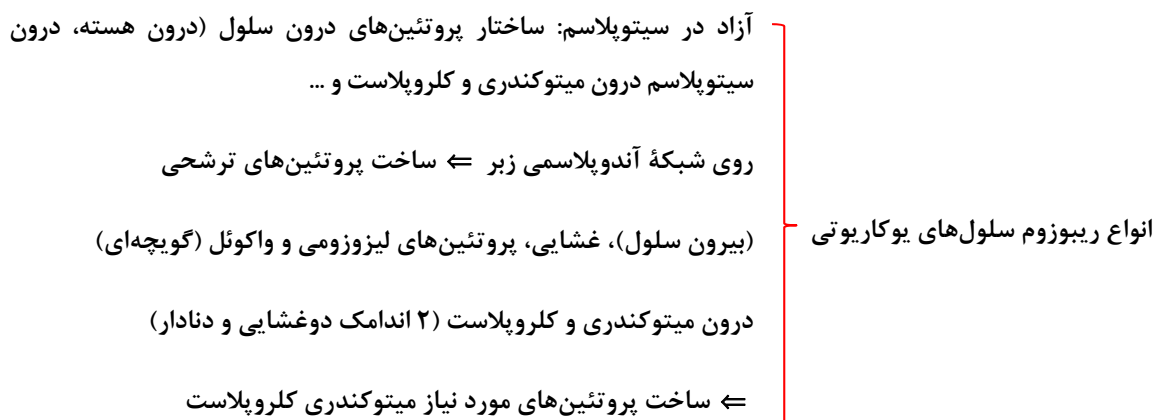 انواع ریبوزوم سلول‌های یوکاریوتی
آزاد در سیتوپلاسم: ساختار پروتئین‌های درون سلول (درون هسته، درون
سیتوپلاسم درون میتوکندری و کلروپلاست و ...
روی شبکهٔ آندوپلاسمی زبر ⇐ ساخت پروتئین‌های ترشحی
(بیرون سلول)، غشایی، پروتئین‌های لیزوزومی و واکوئل (گویچه‌ای)
درون میتوکندری و کلروپلاست (۲ اندامک دوغشایی و دنادار)
⇐ ساخت پروتئین‌های مورد نیاز میتوکندری کلروپلاست